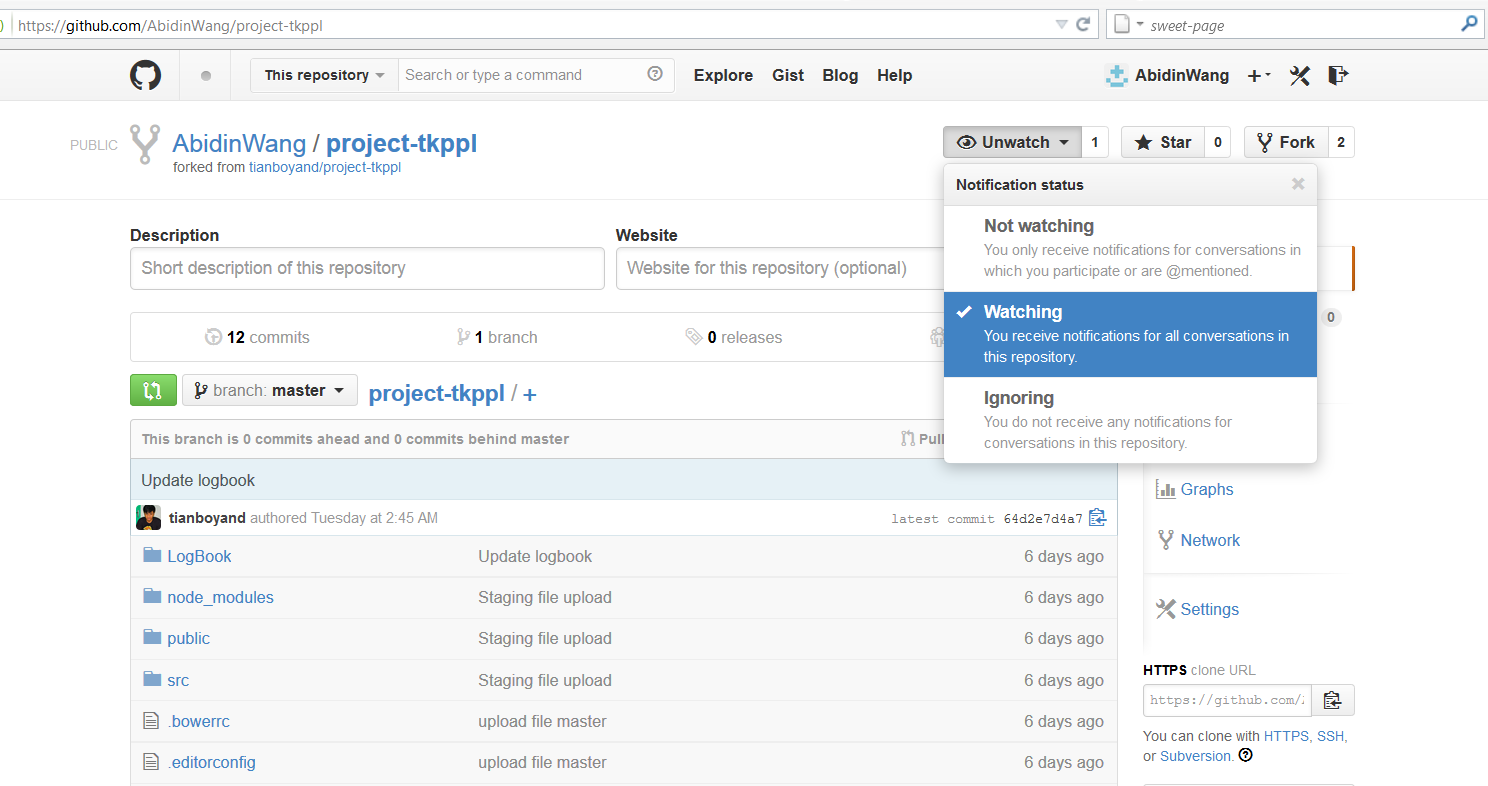 https://github.com/AbidinWang/project-tkppl
sweet-page
This repository
Search or type a command
Explore Gist Blog Help
AbidinWang
PUBLIC
AbidinWang / project-tkppl
forked from tianboyand/project-tkppl
Unwatch 1
Star 0
Fork 2
Notification status
Not watching
You only receive notifications for conversations in
which you participate or are @mentioned.
Watching
You receive notifications for all conversations in
this repository.
Ignoring
You do not receive any notifications for
conversations in this repository.
Description
Short description of this repository
Website
Website for this repository (optional)
0
12 commits
1 branch
0 releases
branch: master
project-tkppl / +
This branch is 0 commits ahead and 0 commits behind master
Pull
Update logbook
tianboyand authored Tuesday at 2:45 AM
latest commit 64d2e7d4a7
LogBook Update logbook 6 days ago
node_modules Staging file upload 6 days ago
public Staging file upload 6 days ago
src Staging file upload 6 days ago
.bowerrc upload file master 6 days ago
.editorconfig upload file master 6 days ago
Graphs
Network
Settings
HTTPS clone URL
https://github.com/
You can clone with HTTPS, SSH,
or Subversion.